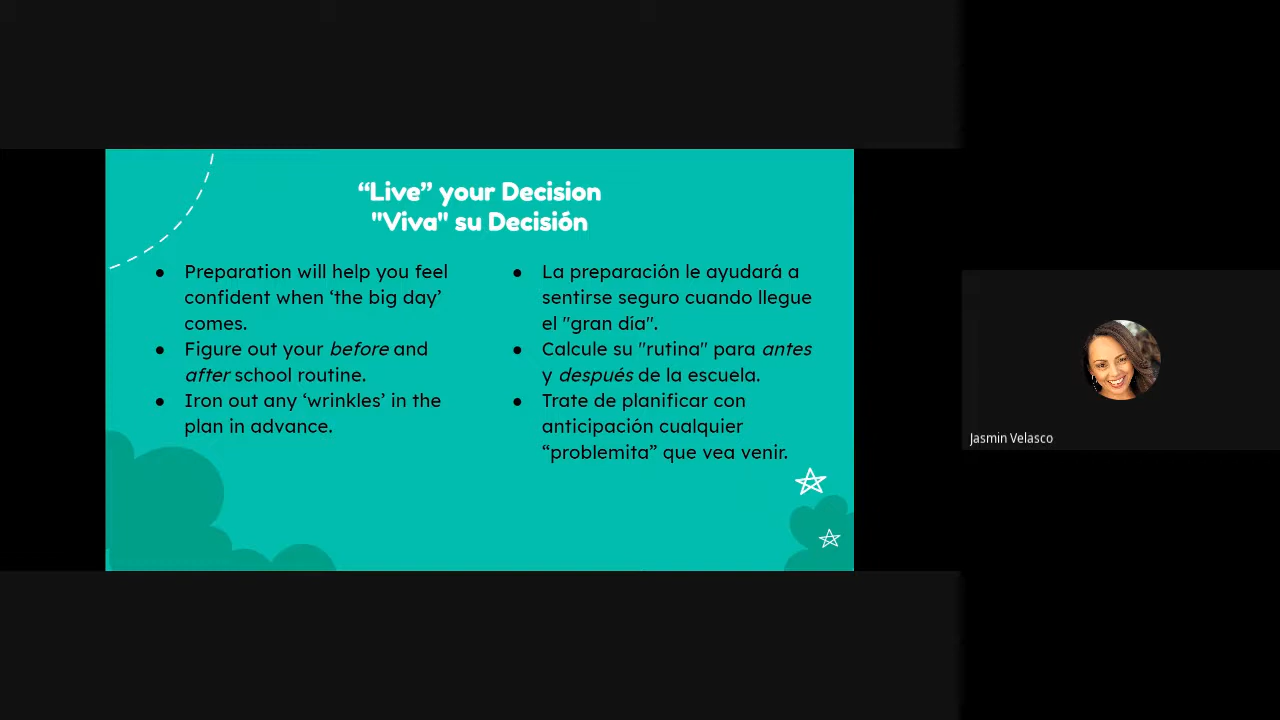 “Live” your Decision
"Viva" su Decisión
● Preparation will help you feel
confident when ‘the big day’
comes.
● Figure out your before and
after school routine.
● Iron out any ‘wrinkles’ in the
plan in advance.
● La preparación le ayudará a
sentirse seguro cuando llegue
el "gran día".
● Calcule su "rutina" para antes
y después de la escuela.
● Trate de planificar con
anticipación cualquier
“problemita” que vea venir.
Jasmin Velasco